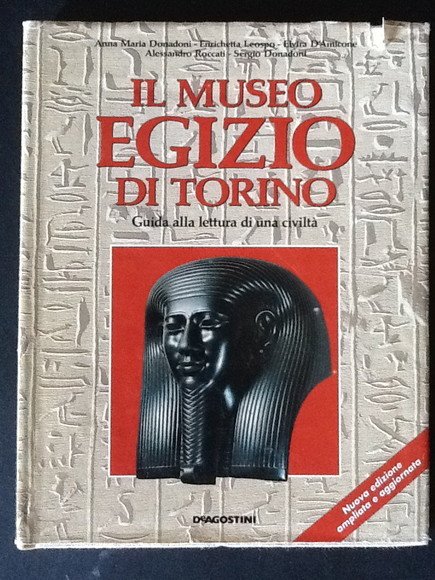 Anna Maria Donadoni - Enrichetta Leospo - Elvira D'Amicone
Alessandro Roccati - Sergio Donadoni
IL MUSEO
EGIZIO
DI TORINO
Guida alla lettura di una civiltà
Nuova edizione
ampliata e aggiornata
DEAGOSTINI